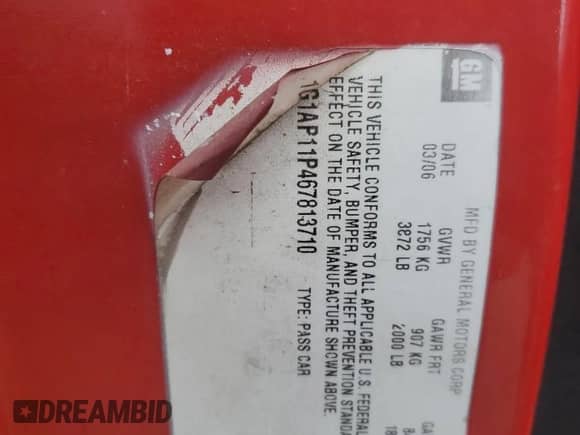 GM
MFD BY GENERAL MOTORS CORP
DATE GVWR GAWR FRT
03/06 1756 KG 907 KG
3872 LB 2000 LB
THIS VEHICLE CONFORMS TO ALL APPLICABLE U.S. FEDERAL
VEHICLE SAFETY, BUMPER, AND THEFT PREVENTION STANDA
EFFECT ON THE DATE OF MANUFACTURE SHOWN ABOVE.
1G1AP11P467813710 TYPE: PASS CAR
DREAMBID